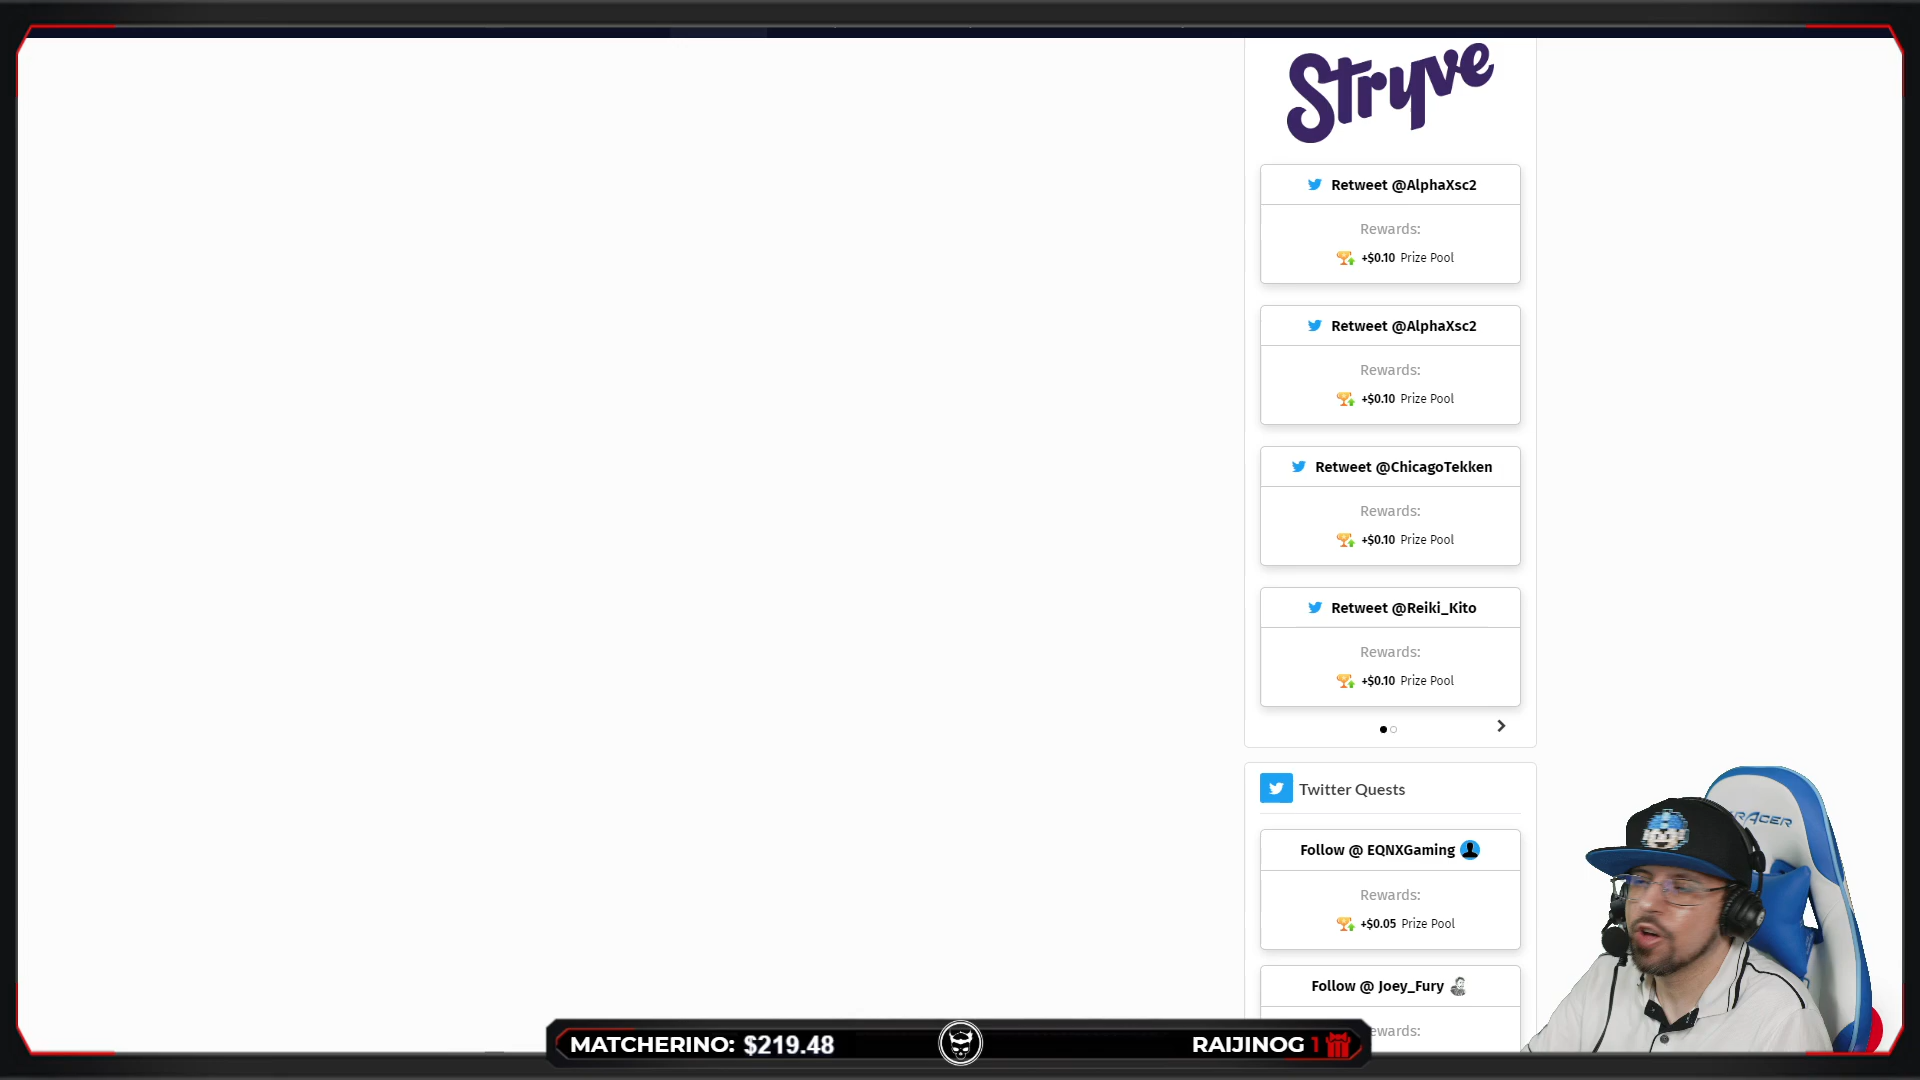 Stryve
Retweet @AlphaXsc2
Rewards:
+$0.10 Prize Pool
Retweet @AlphaXsc2
Rewards:
+$0.10 Prize Pool
Retweet @ChicagoTekken
Rewards:
+$0.10 Prize Pool
Retweet @Reiki_Kito
Rewards:
+$0.10 Prize Pool
Twitter Quests
Follow @ EQNXGaming
Rewards:
+$0.05 Prize Pool
Follow @ Joey_Fury
ewards:
RACER
MATCHERINO: $219.48
RAIJINOG 1